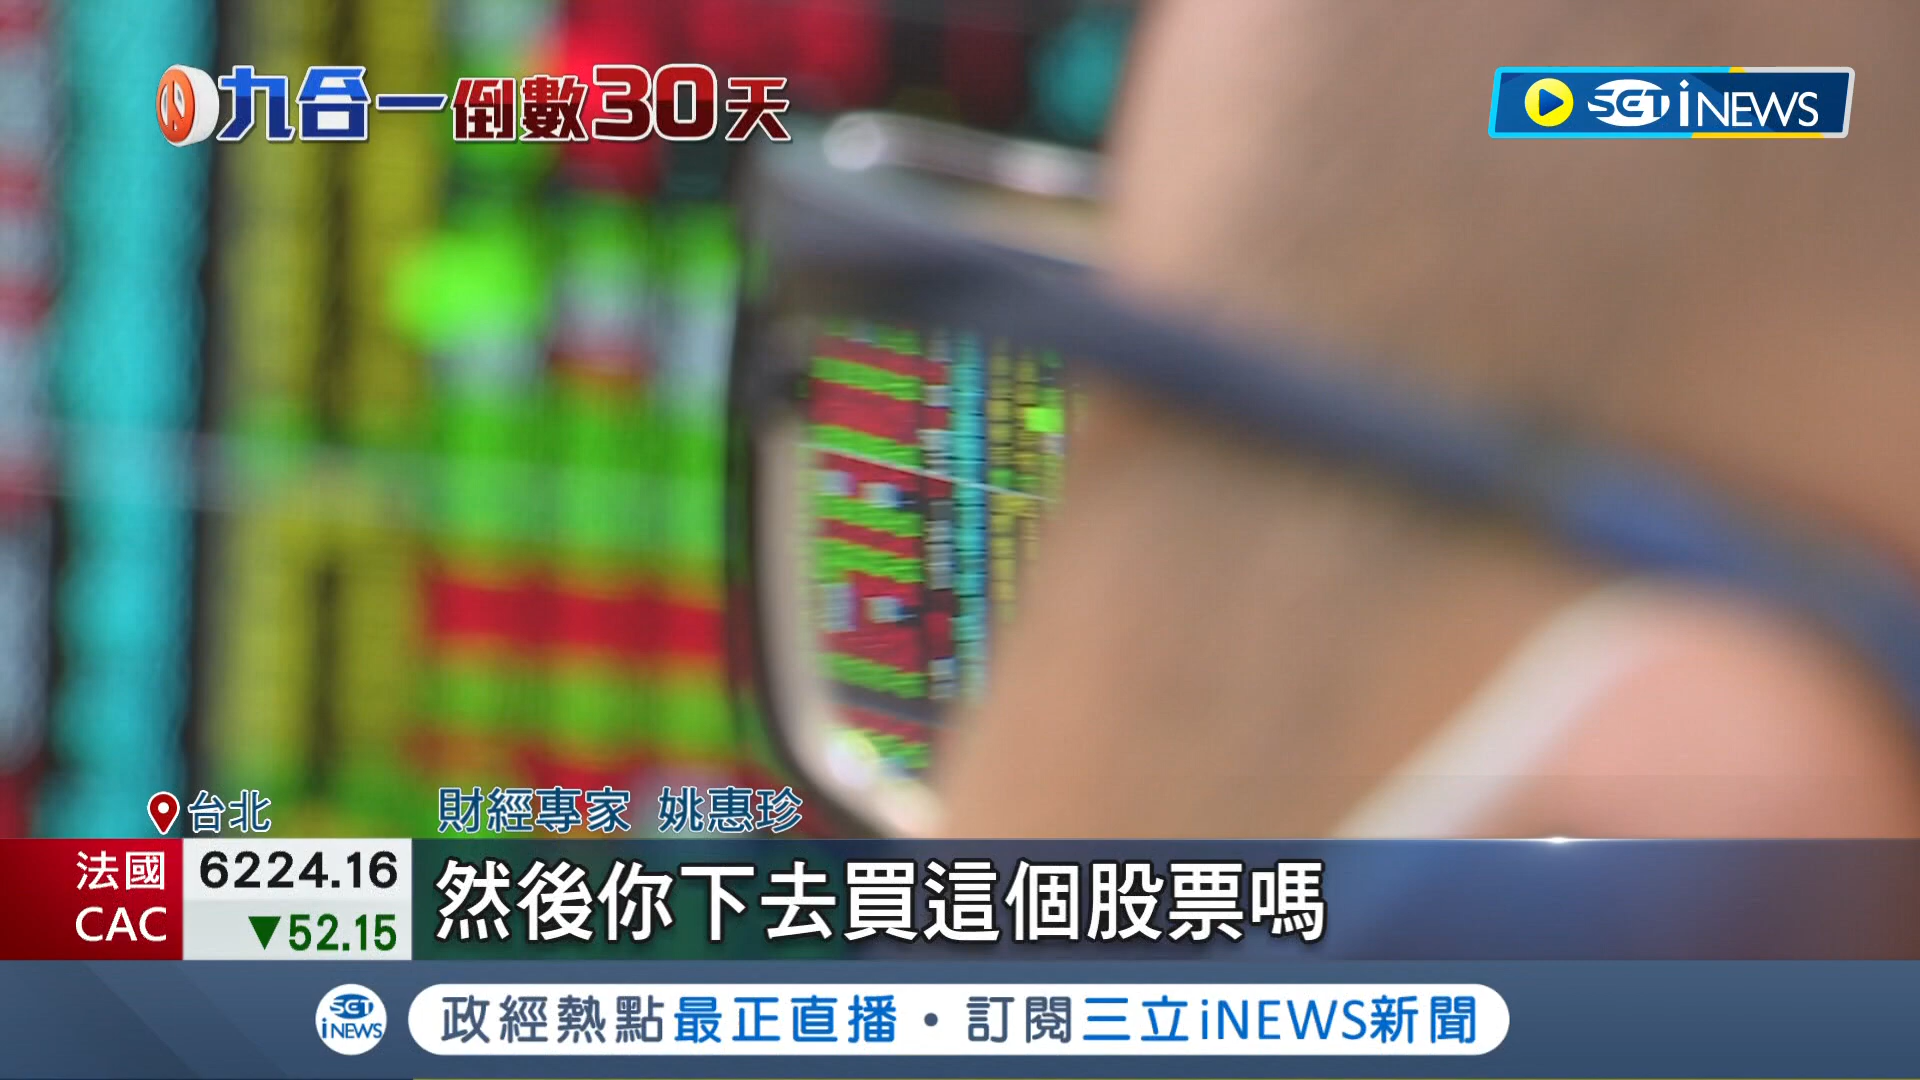 九合一倒數30天
SET iNEWS
台北
財經專家 姚惠珍
法國
CAC
6224.16
▼52.15
然後你下去買這個股票嗎
SET
iNEWS
政經熱點最正直播・訂閱三立iNEWS新聞